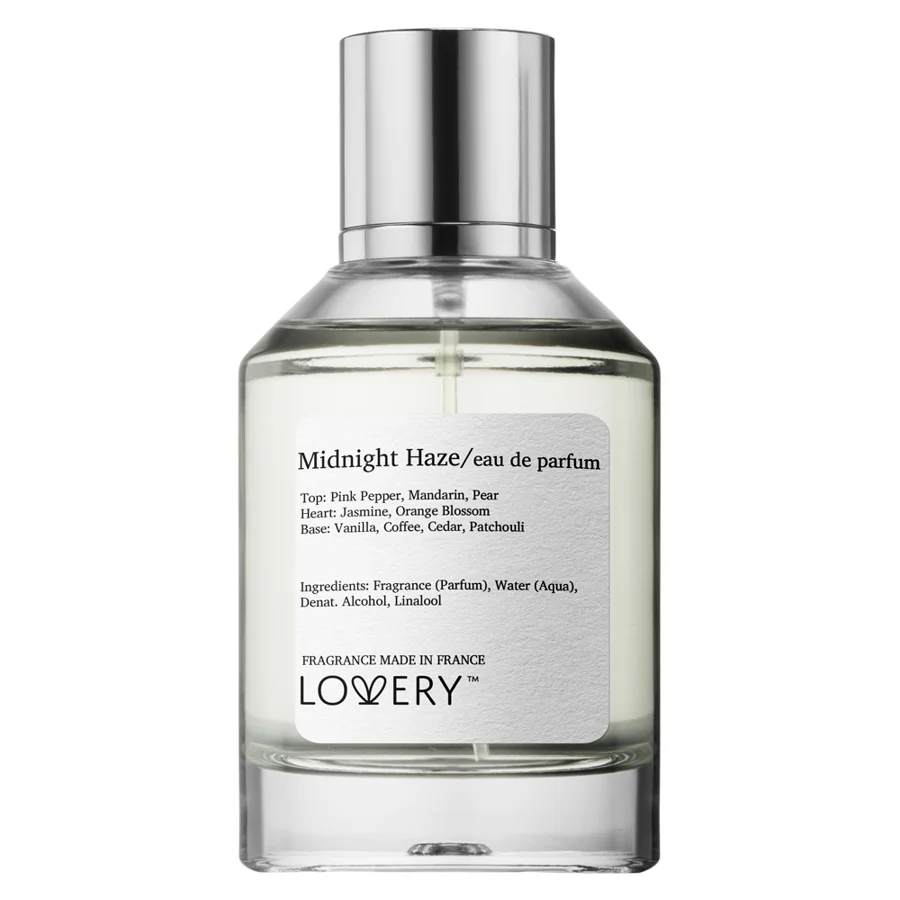 Midnight Haze/eau de parfum
Top: Pink Pepper, Mandarin, Pear
Heart: Jasmine, Orange Blossom
Base: Vanilla, Coffee, Cedar, Patchouli
Ingredients: Fragrance (Parfum), Water (Aqua),
Denat. Alcohol, Linalool
FRAGRANCE MADE IN FRANCE
LOVERY™